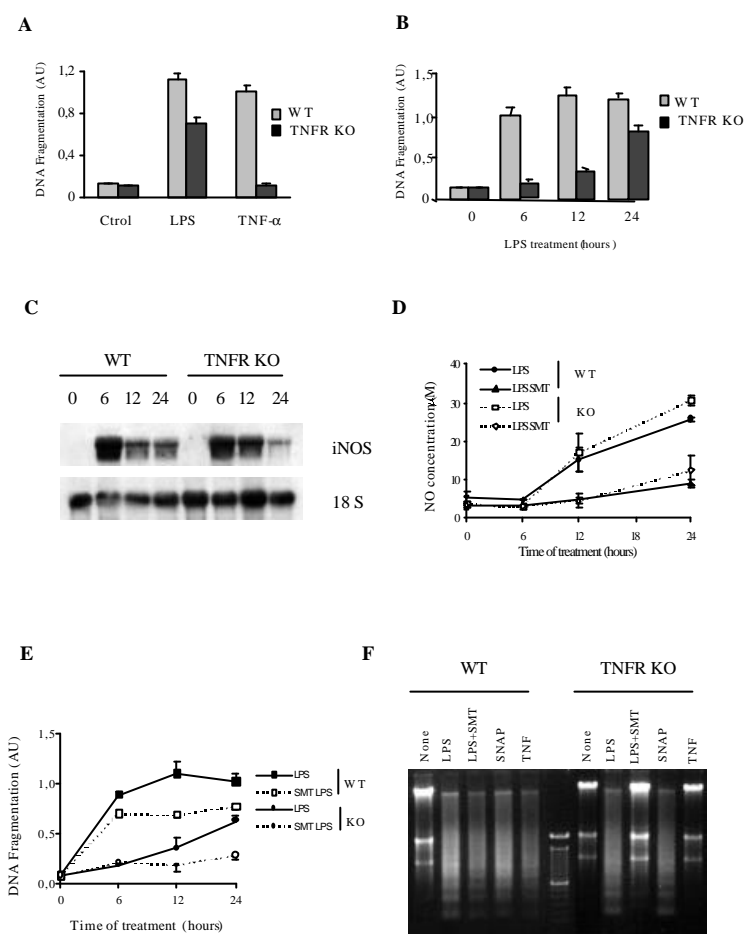 A
DNA Fragmentation (AU)
1,2
0,8
0,4
0
Ctrol LPS TNF-α
WT
TNFR KO
B
DNA Fragmentation (AU)
1,5
1,0
0,5
0
0 6 12 24
LPS treatment (hours)
WT
TNFR KO
C
WT TNFR KO
0 6 12 24 0 6 12 24
iNOS
18 S
D
NO concentration (μM)
40
30
20
10
0
0 6 12 18 24
Time of treatment (hours)
LPS
LPSSMT
WT
LPS
LPSSMT
KO
E
DNA Fragmentation (AU)
1,5
1,0
0.5
0,0
0 6 12 24
Time of treatment (hours)
LPS
SMT LPS
WT
LPS
SMT LPS
KO
F
WT TNFR KO
None LPS LPS+SMT SNAP TNF None LPS LPS+SMT SNAP TNF